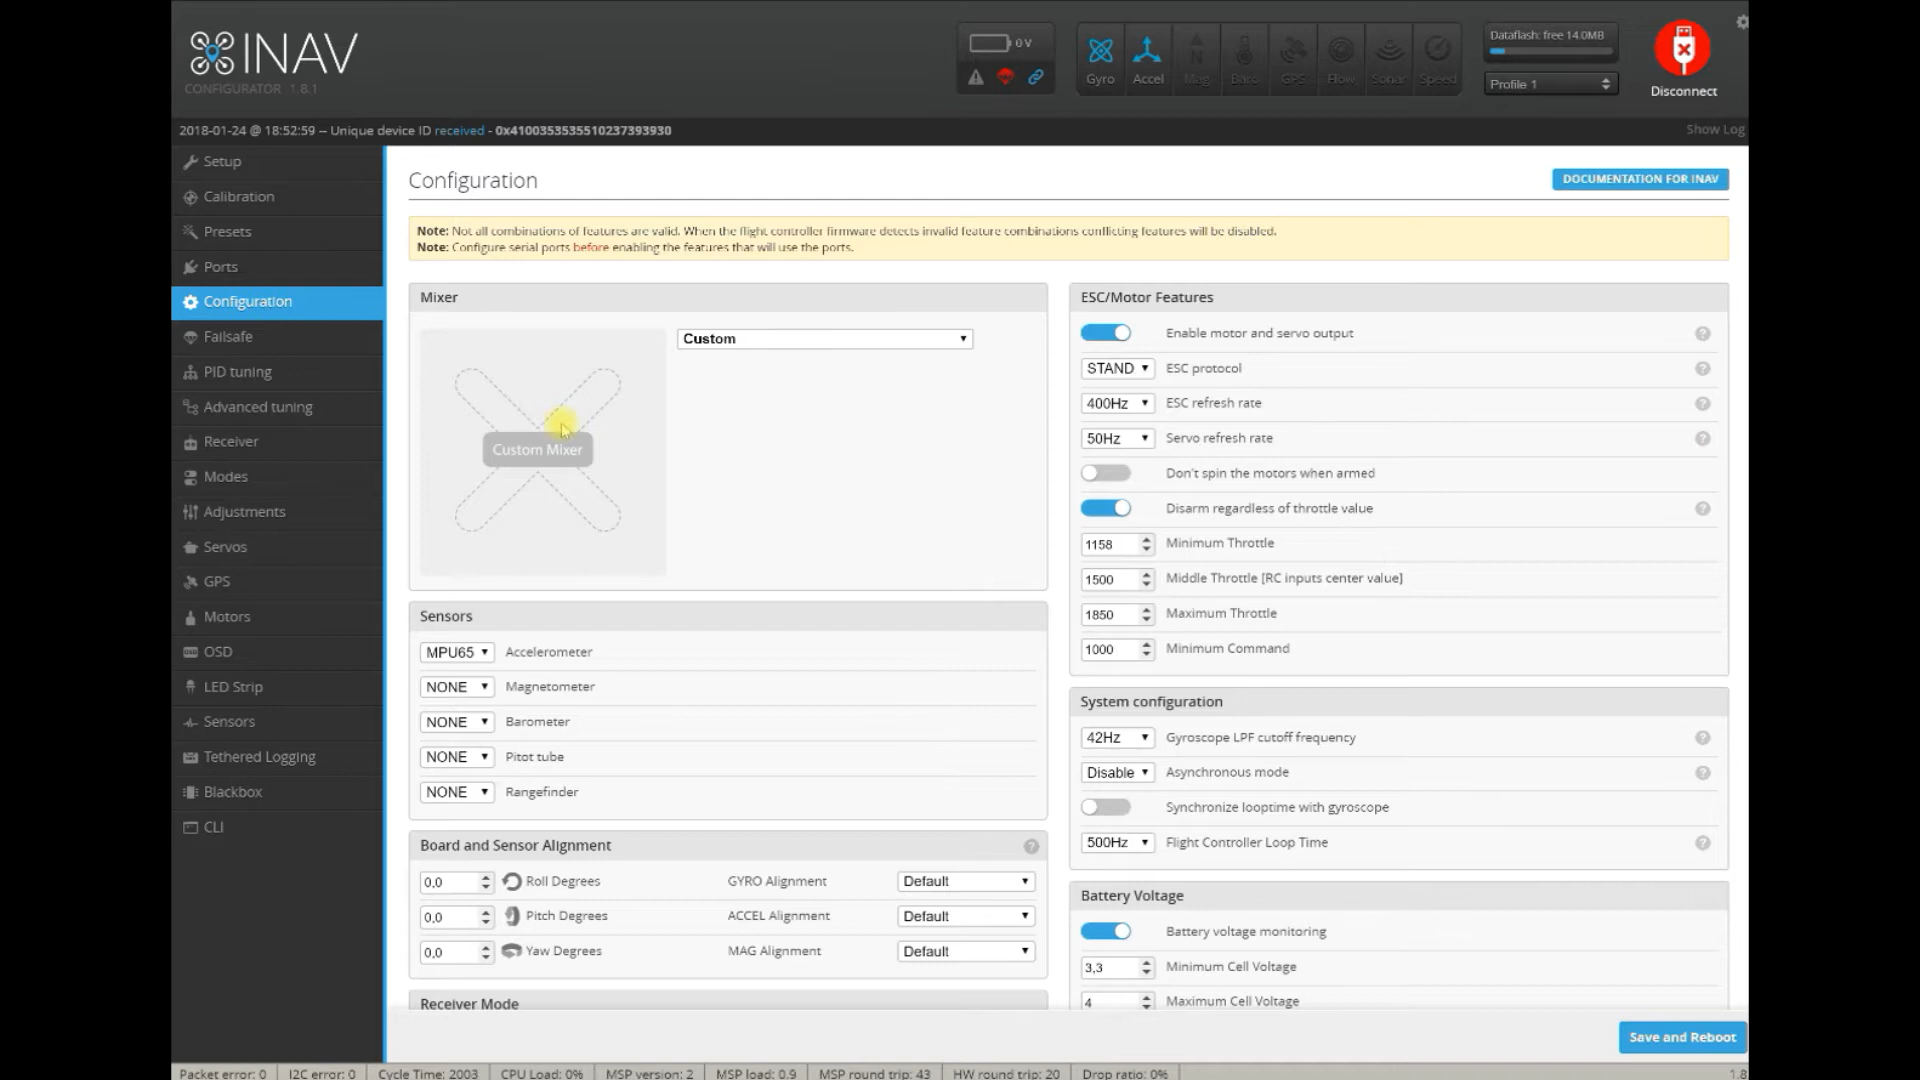 INAV
CONFIGURATOR 1.8.1
0 V
Gyro
Accel
Mag
Baro
GPS
Flow
Sonar
Speed
Dataflash: free 14.0MB
Profile 1
Disconnect
2018-01-24 @ 18:52:59 -- Unique device ID received - 0x4100353535510237393930
Show Log
Setup
Calibration
Presets
Ports
Configuration
Failsafe
PID tuning
Advanced tuning
Receiver
Modes
Adjustments
Servos
GPS
Motors
OSD
LED Strip
Sensors
Tethered Logging
Blackbox
CLI
Configuration
DOCUMENTATION FOR INAV
Note: Not all combinations of features are valid. When the flight controller firmware detects invalid feature combinations conflicting features will be disabled.
Note: Configure serial ports before enabling the features that will use the ports.
Mixer
Custom
Custom Mixer
Sensors
MPU65 Accelerometer
NONE Magnetometer
NONE Barometer
NONE Pitot tube
NONE Rangefinder
Board and Sensor Alignment
0,0 Roll Degrees GYRO Alignment Default
0,0 Pitch Degrees ACCEL Alignment Default
0,0 Yaw Degrees MAG Alignment Default
Receiver Mode
ESC/Motor Features
Enable motor and servo output
STAND ESC protocol
400Hz ESC refresh rate
50Hz Servo refresh rate
Don't spin the motors when armed
Disarm regardless of throttle value
1158 Minimum Throttle
1500 Middle Throttle [RC inputs center value]
1850 Maximum Throttle
1000 Minimum Command
System configuration
42Hz Gyroscope LPF cutoff frequency
Disable Asynchronous mode
Synchronize looptime with gyroscope
500Hz Flight Controller Loop Time
Battery Voltage
Battery voltage monitoring
3,3 Minimum Cell Voltage
4 Maximum Cell Voltage
Save and Reboot
Packet error: 0 I2C error: 0 Cycle Time: 2003 CPU Load: 0% MSP version: 2 MSP load: 0.9 MSP round trip: 43 HW round trip: 20 Drop ratio: 0% 1.8